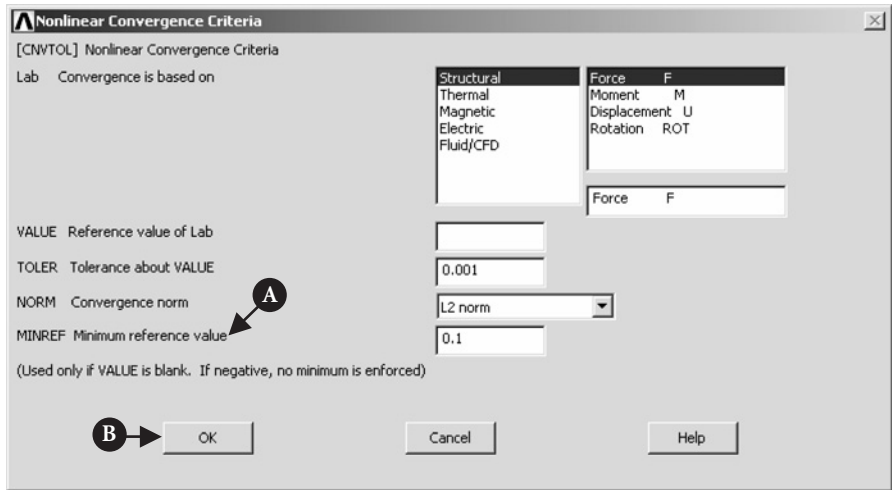 Nonlinear Convergence Criteria
[CNVTOL] Nonlinear Convergence Criteria
Lab Convergence is based on
Structural
Thermal
Magnetic
Electric
Fluid/CFD
Force F
Moment M
Displacement U
Rotation ROT
Force F
VALUE Reference value of Lab
TOLER Tolerance about VALUE
0.001
NORM Convergence norm
L2 norm
A
MINREF Minimum reference value
0.1
(Used only if VALUE is blank. If negative, no minimum is enforced)
B
OK
Cancel
Help